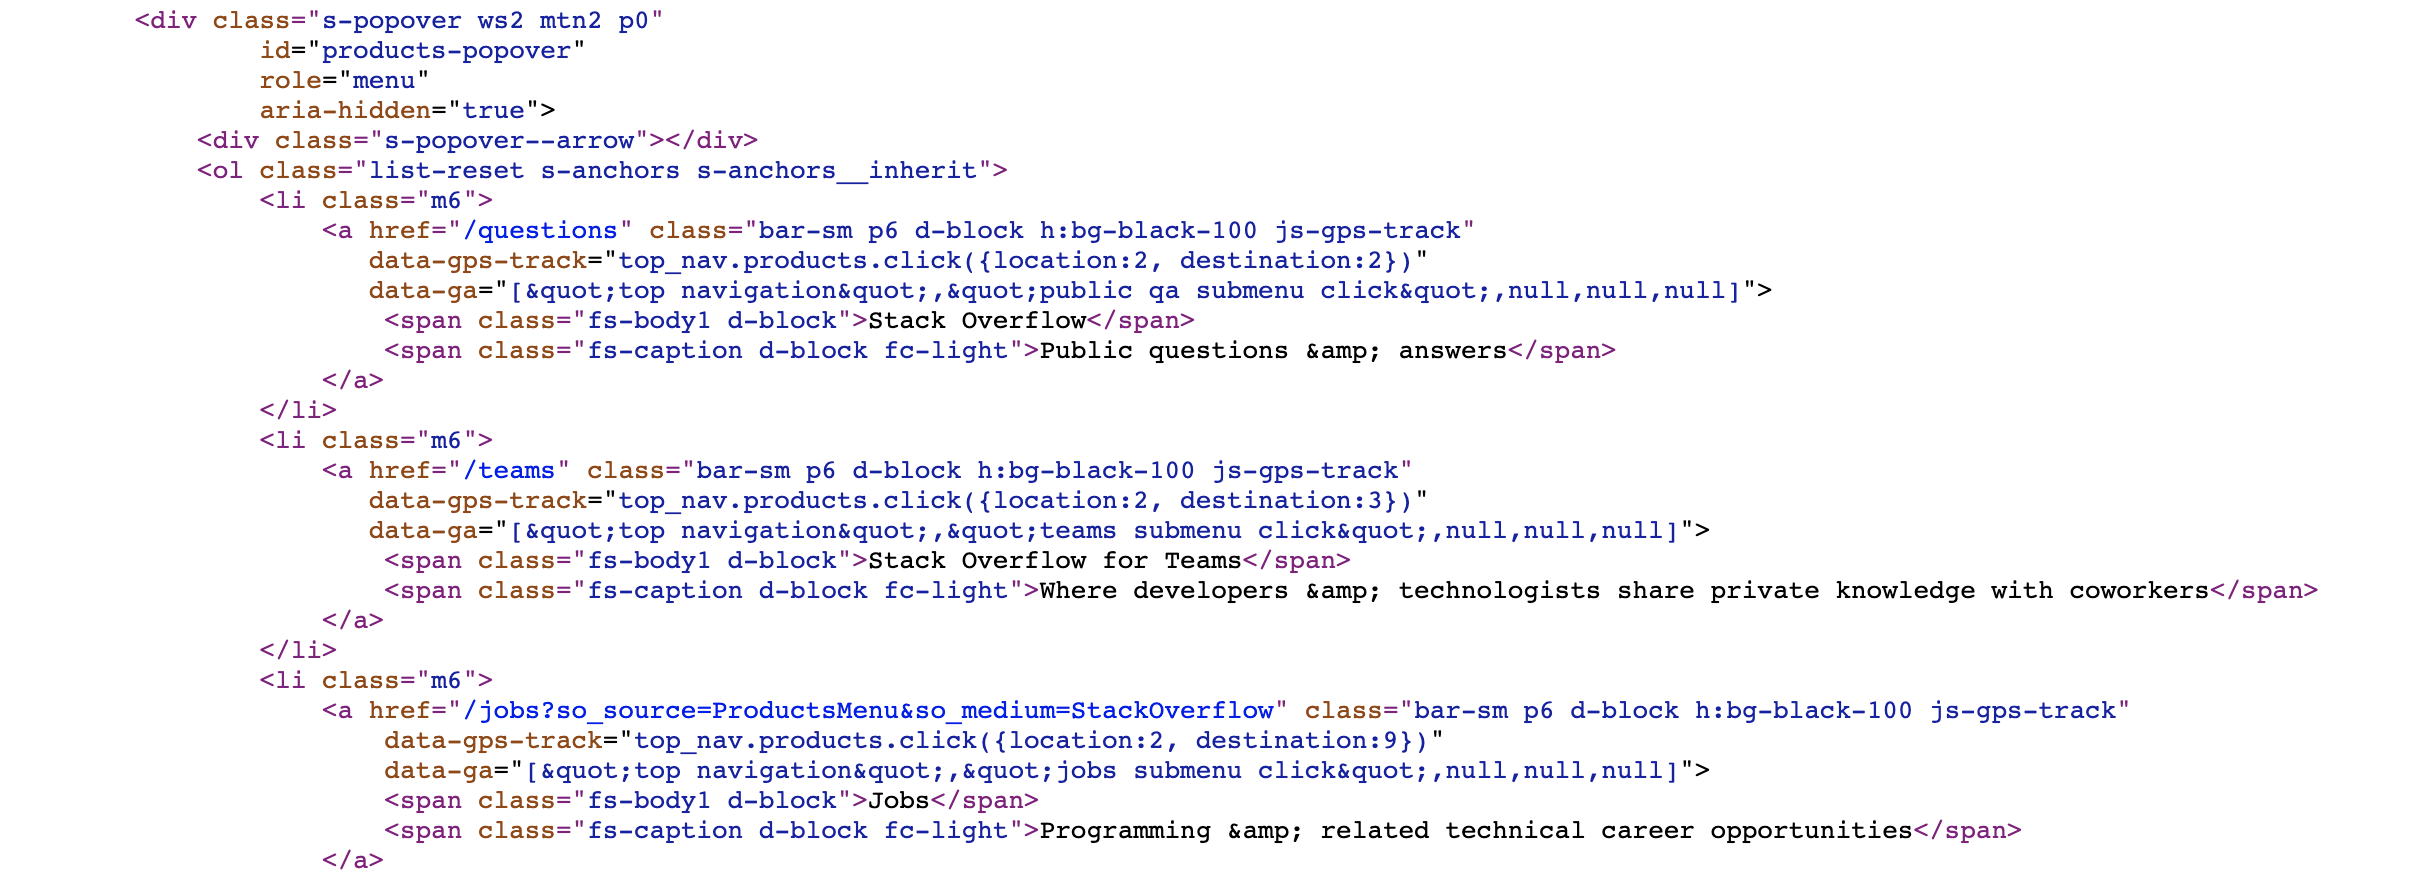 <div class="s-popover ws2 mtn2 p0"
id="products-popover"
role="menu"
aria-hidden="true">
<div class="s-popover--arrow"></div>
<ol class="list-reset s-anchors s-anchors__inherit">
<li class="m6">
<a href="/questions" class="bar-sm p6 d-block h:bg-black-100 js-gps-track"
data-gps-track="top_nav.products.click({location:2, destination:2})"
data-ga="[&quot;top navigation&quot;,&quot;public qa submenu click&quot;,null,null,null]">
<span class="fs-body1 d-block">Stack Overflow</span>
<span class="fs-caption d-block fc-light">Public questions &amp; answers</span>
</a>
</li>
<li class="m6">
<a href="/teams" class="bar-sm p6 d-block h:bg-black-100 js-gps-track"
data-gps-track="top_nav.products.click({location:2, destination:3})"
data-ga="[&quot;top navigation&quot;,&quot;teams submenu click&quot;,null,null,null]">
<span class="fs-body1 d-block">Stack Overflow for Teams</span>
<span class="fs-caption d-block fc-light">Where developers &amp; technologists share private knowledge with coworkers</span>
</a>
</li>
<li class="m6">
<a href="/jobs?so_source=ProductsMenu&so_medium=StackOverflow" class="bar-sm p6 d-block h:bg-black-100 js-gps-track"
data-gps-track="top_nav.products.click({location:2, destination:9})"
data-ga="[&quot;top navigation&quot;,&quot;jobs submenu click&quot;,null,null,null]">
<span class="fs-body1 d-block">Jobs</span>
<span class="fs-caption d-block fc-light">Programming &amp; related technical career opportunities</span>
</a>